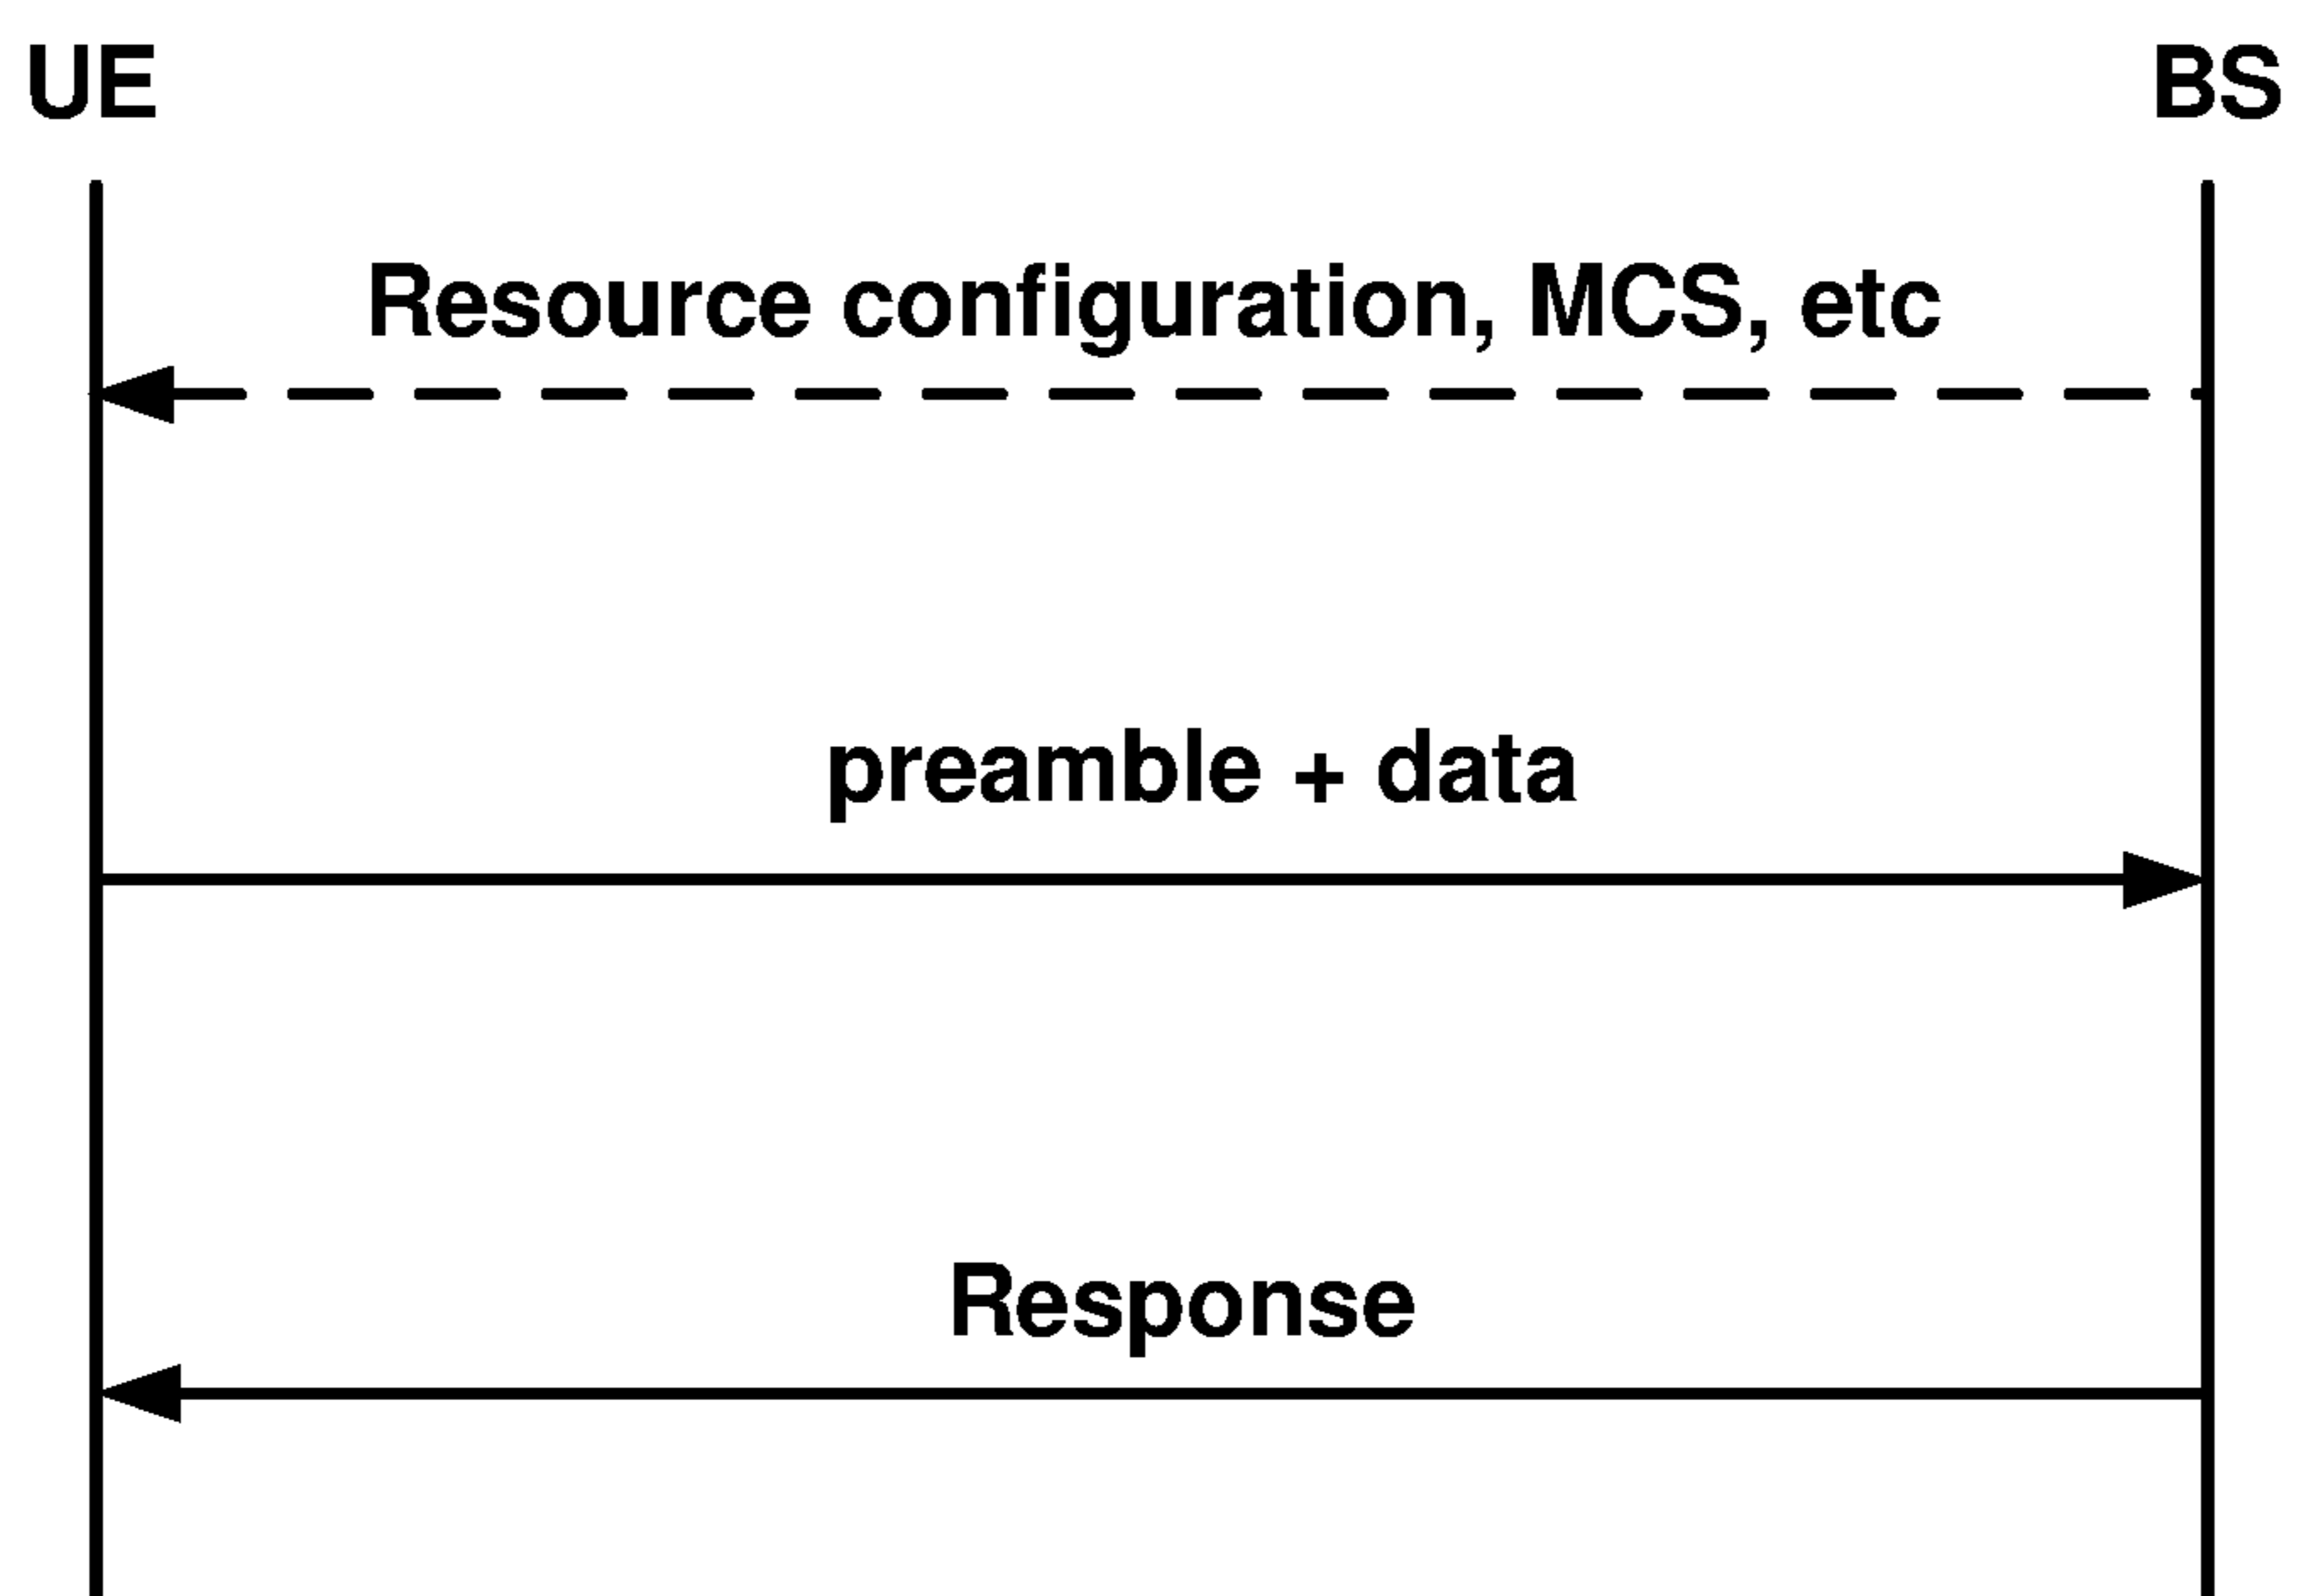 UE BS
Resource configuration, MCS, etc
preamble + data
Response